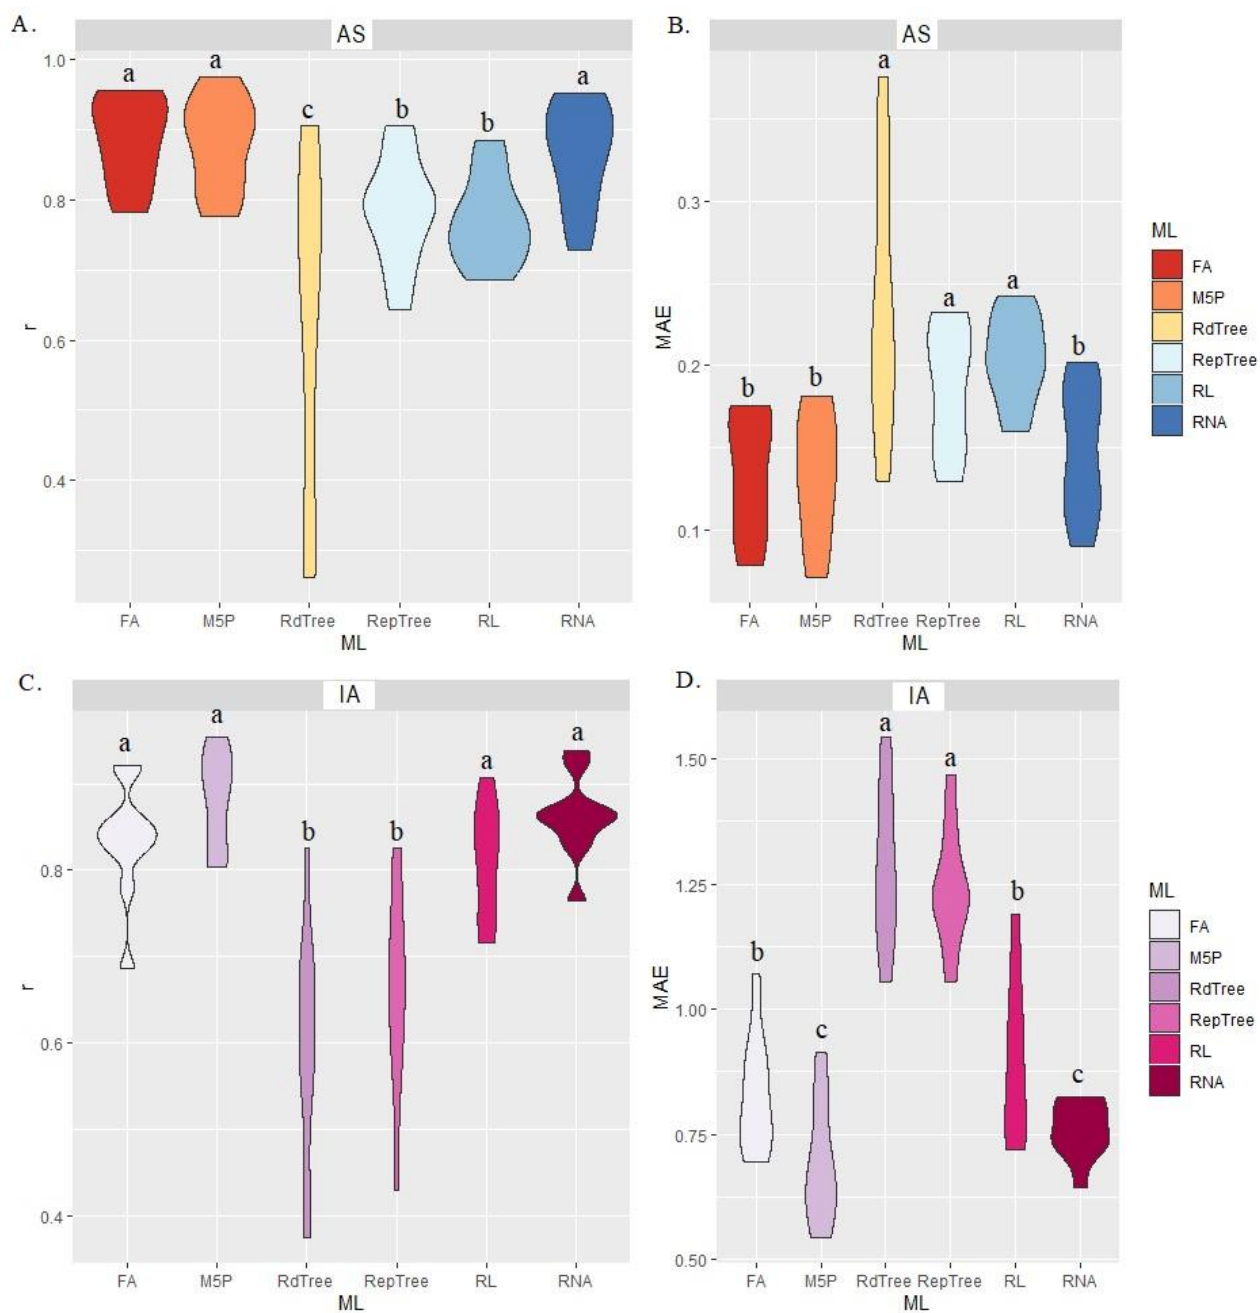 A.
AS
a
a
c
b
b
a
1.0
0.8
0.6
0.4
r
FA M5P RdTree RepTree RL RNA
ML
B.
AS
b
b
a
a
a
b
0.3
0.2
0.1
MAE
FA M5P RdTree RepTree RL RNA
ML
ML
FA
M5P
RdTree
RepTree
RL
RNA
C.
IA
a
a
b
b
a
a
0.8
0.6
0.4
r
FA M5P RdTree RepTree RL RNA
ML
D.
IA
b
c
a
a
b
c
1.50
1.25
1.00
0.75
0.50
MAE
FA M5P RdTree RepTree RL RNA
ML
ML
FA
M5P
RdTree
RepTree
RL
RNA